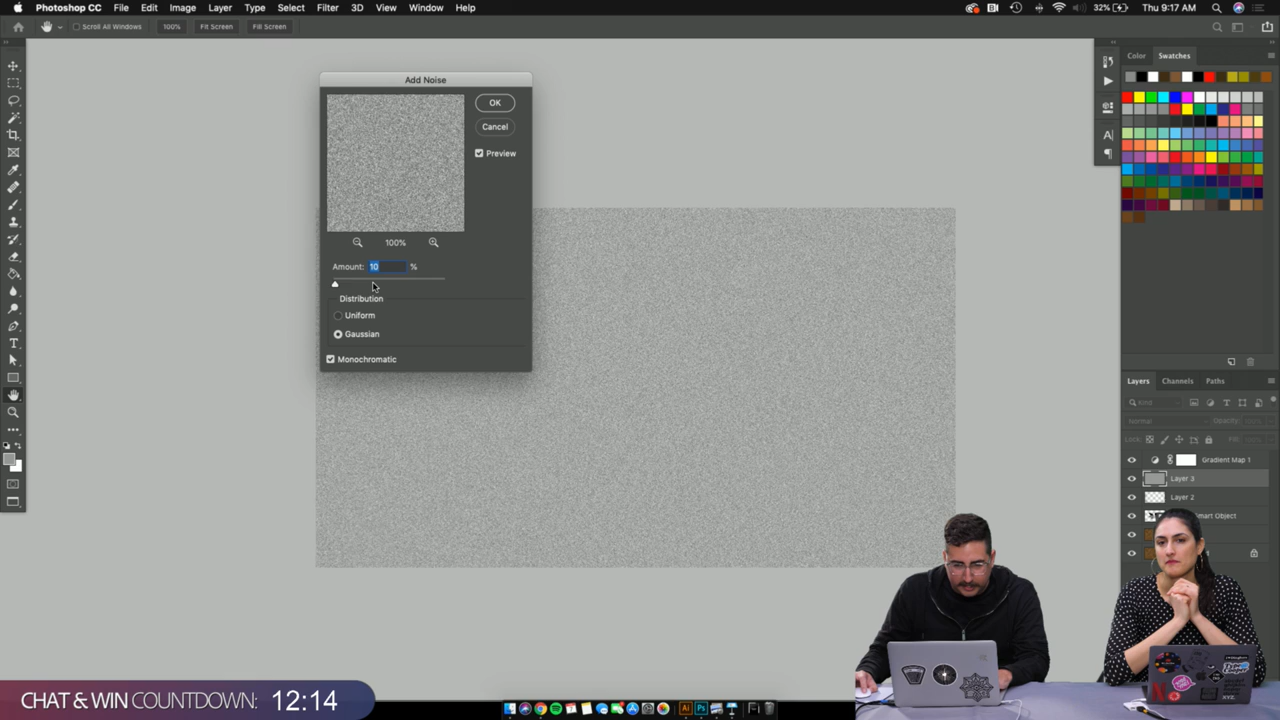 Photoshop CC File Edit Image Layer Type Select Filter 3D View Window Help 32% Thu 9:17 AM
Scroll All Windows 100% Fit Screen Fill Screen
Color Swatches
Add Noise
OK
Cancel
Preview
100%
Amount: 10 %
Distribution
Uniform
Gaussian
Monochromatic
Layers Channels Paths
Kind
Normal Opacity:
Lock: Fill:
Gradient Map 1
Layer 3
Layer 2
Smart Object
CHAT & WIN COUNTDOWN: 12:14